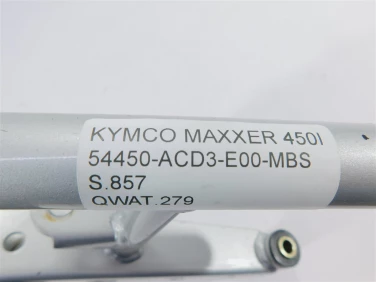 KYMCO MAXXER 450I
54450-ACD3-E00-MBS
S.857
QWAT.279